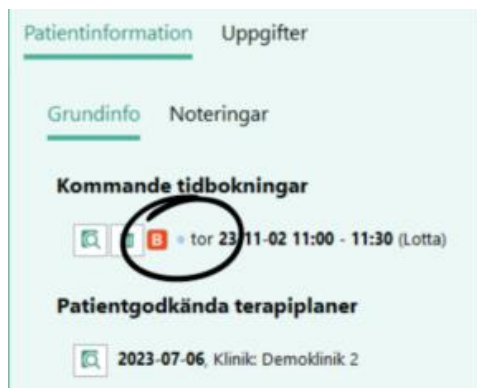 Patientinformation Uppgifter
Grundinfo Noteringar
Kommande tidbokningar
B tor 23-11-02 11:00 - 11:30 (Lotta)
Patientgodkända terapiplaner
2023-07-06, Klinik: Demoklinik 2